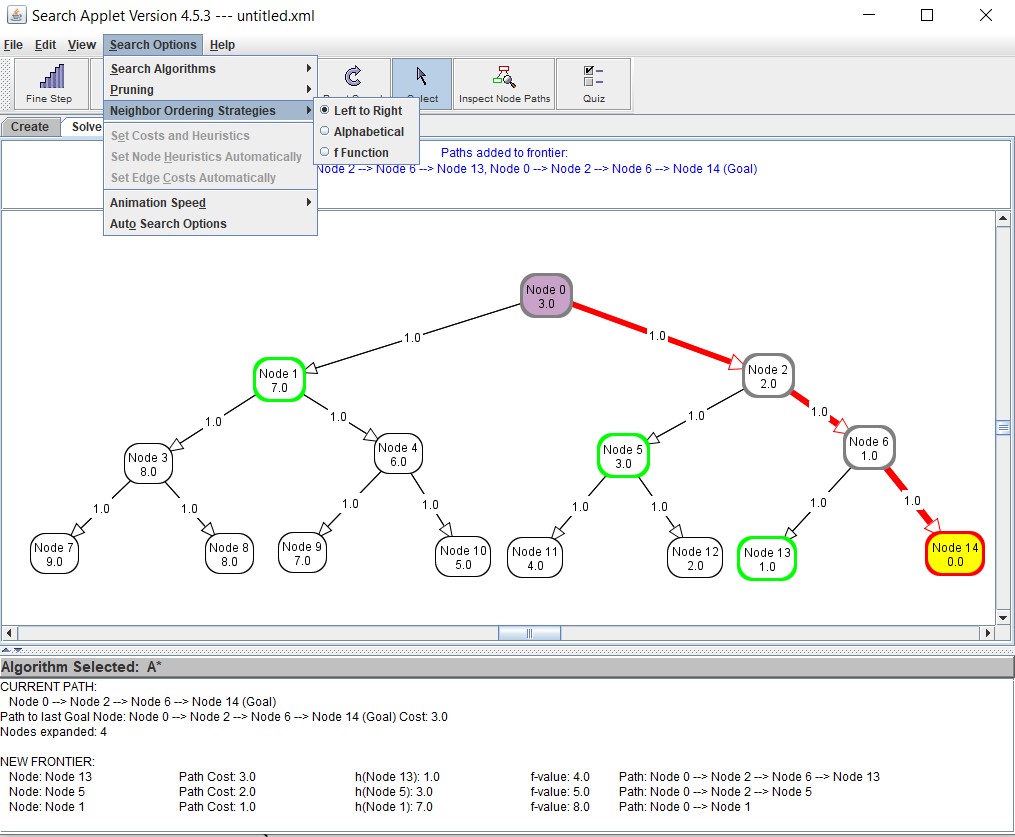 Search Applet Version 4.5.3 --- untitled.xml
File Edit View Search Options Help
Search Algorithms
Pruning
Neighbor Ordering Strategies
Set Costs and Heuristics
Set Node Heuristics Automatically
Set Edge Costs Automatically
Animation Speed
Auto Search Options
Left to Right
Alphabetical
f Function
Fine Step
Select
Inspect Node Paths
Quiz
Create Solve
Paths added to frontier:
Node 2 --> Node 6 --> Node 13, Node 0 --> Node 2 --> Node 6 --> Node 14 (Goal)
Node 0
3.0
1.0 1.0
Node 1
7.0
Node 2
2.0
1.0 1.0 1.0 1.0
Node 3
8.0
Node 4
6.0
Node 5
3.0
Node 6
1.0
1.0 1.0 1.0 1.0 1.0 1.0 1.0 1.0
Node 7
9.0
Node 8
8.0
Node 9
7.0
Node 10
5.0
Node 11
4.0
Node 12
2.0
Node 13
1.0
Node 14
0.0
Algorithm Selected: A*
CURRENT PATH:
Node 0 --> Node 2 --> Node 6 --> Node 14 (Goal)
Path to last Goal Node: Node 0 --> Node 2 --> Node 6 --> Node 14 (Goal) Cost: 3.0
Nodes expanded: 4
NEW FRONTIER:
Node: Node 13 Path Cost: 3.0 h(Node 13): 1.0 f-value: 4.0 Path: Node 0 --> Node 2 --> Node 6 --> Node 13
Node: Node 5 Path Cost: 2.0 h(Node 5): 3.0 f-value: 5.0 Path: Node 0 --> Node 2 --> Node 5
Node: Node 1 Path Cost: 1.0 h(Node 1): 7.0 f-value: 8.0 Path: Node 0 --> Node 1